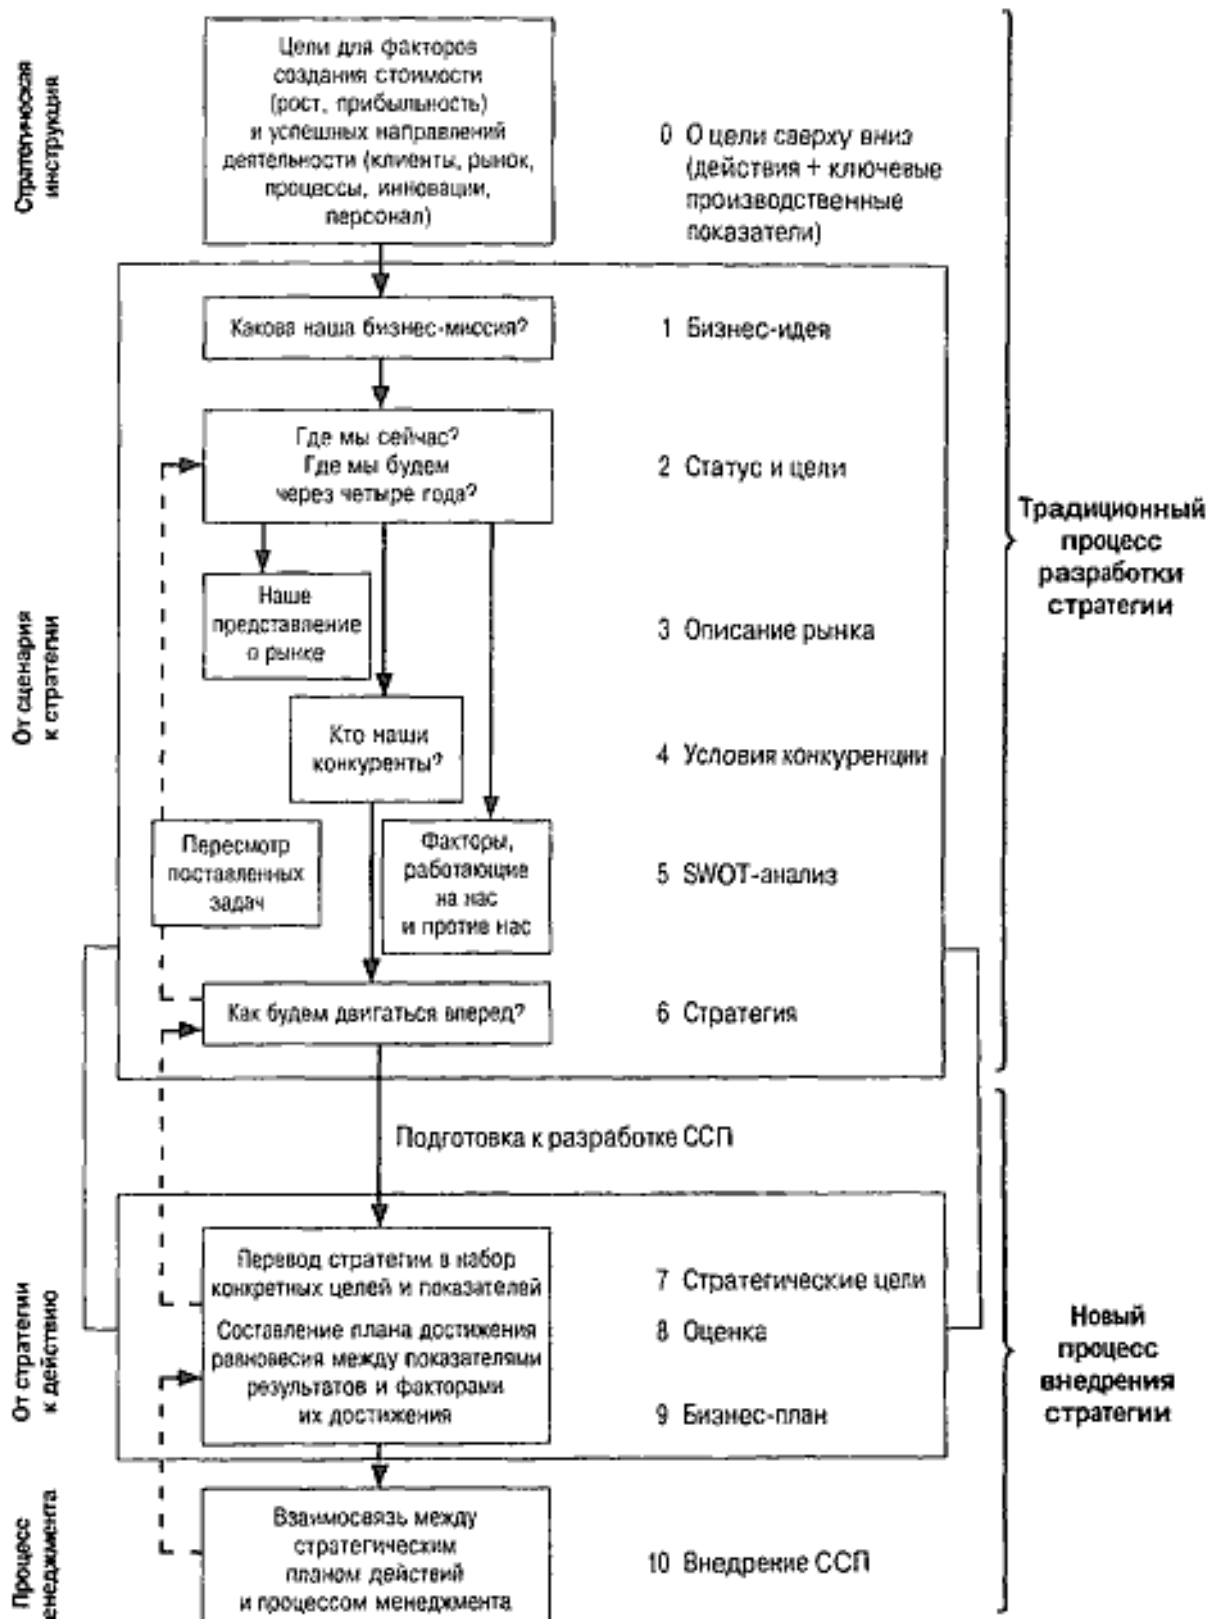 Стратегическая
инструкция
Цели для факторов
создания стоимости
(рост, прибыльность)
и успешных направлений
деятельности (клиенты, рынок,
процессы, инновации,
персонал)
0 О цели сверху вниз
(действия + ключевые
производственные
показатели)
Какова наша бизнес-миссия?
1 Бизнес-идея
Где мы сейчас?
Где мы будем
через четыре года?
2 Статус и цели
Традиционный
процесс
разработки
стратегии
От сценария
к стратегии
Наше
представление
о рынке
3 Описание рынка
Кто наши
конкуренты?
4 Условия конкуренции
Пересмотр
поставленных
задач
Факторы,
работающие
на нас
и против нас
5 SWOT-анализ
Как будем двигаться вперед?
6 Стратегия
Подготовка к разработке ССП
От стратегии
к действию
Перевод стратегии в набор
конкретных целей и показателей
7 Стратегические цели
Составление плана достижения
равновесия между показателями
результатов и факторами
их достижения
8 Оценка
9 Бизнес-план
Новый
процесс
внедрения
стратегии
Процесс
енеджмента
Взаимосвязь между
стратегическим
планом действий
и процессом менеджмента
10 Внедрение ССП